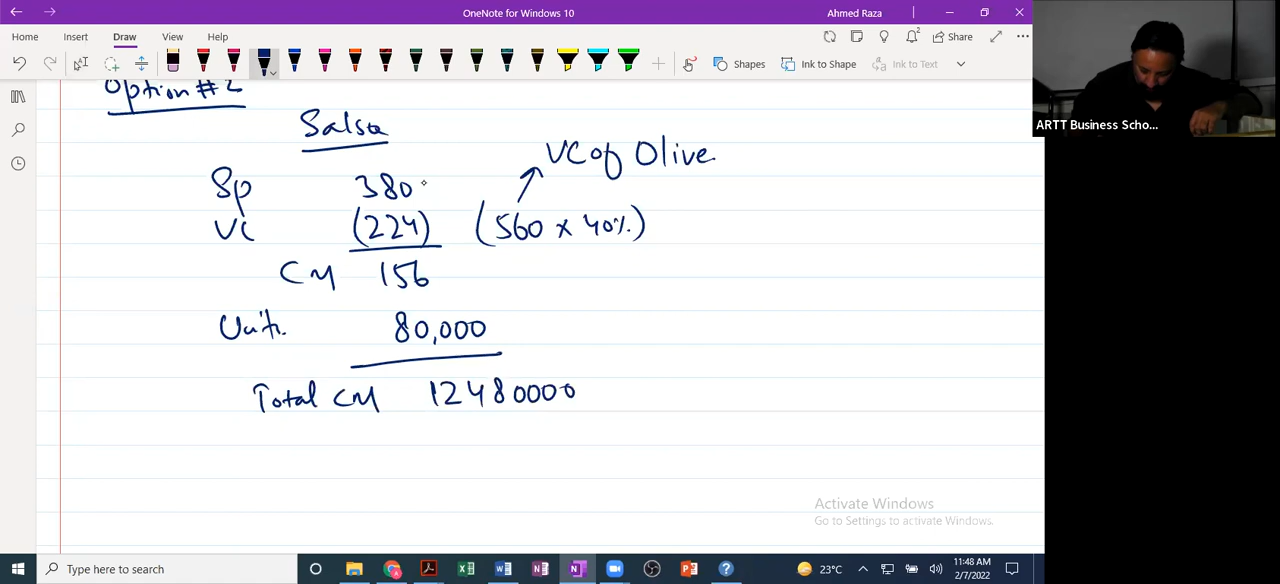 OneNote for Windows 10
Ahmed Raza
Home Insert Draw View Help
Share
Shapes Ink to Shape Ink to Text
ARTT Business Scho...
Option #2
Salsa
VC of Olive
Sp 380
VC (224) (560 x 40%)
CM 156
Units 80,000
Total CM 12480000
Activate Windows
Go to Settings to activate Windows.
Type here to search
23°C
11:48 AM
2/7/2022